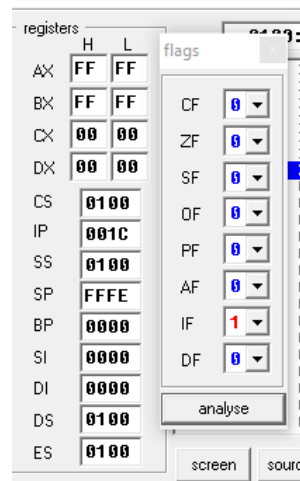 registers
H L
AX FF FF
BX FF FF
CX 00 00
DX 00 00
CS 0100
IP 001C
SS 0100
SP FFFE
BP 0000
SI 0000
DI 0000
DS 0100
ES 0100
0100:
flags
CF 0
ZF 0
SF 0
OF 0
PF 0
AF 0
IF 1
DF 0
analyse
screen